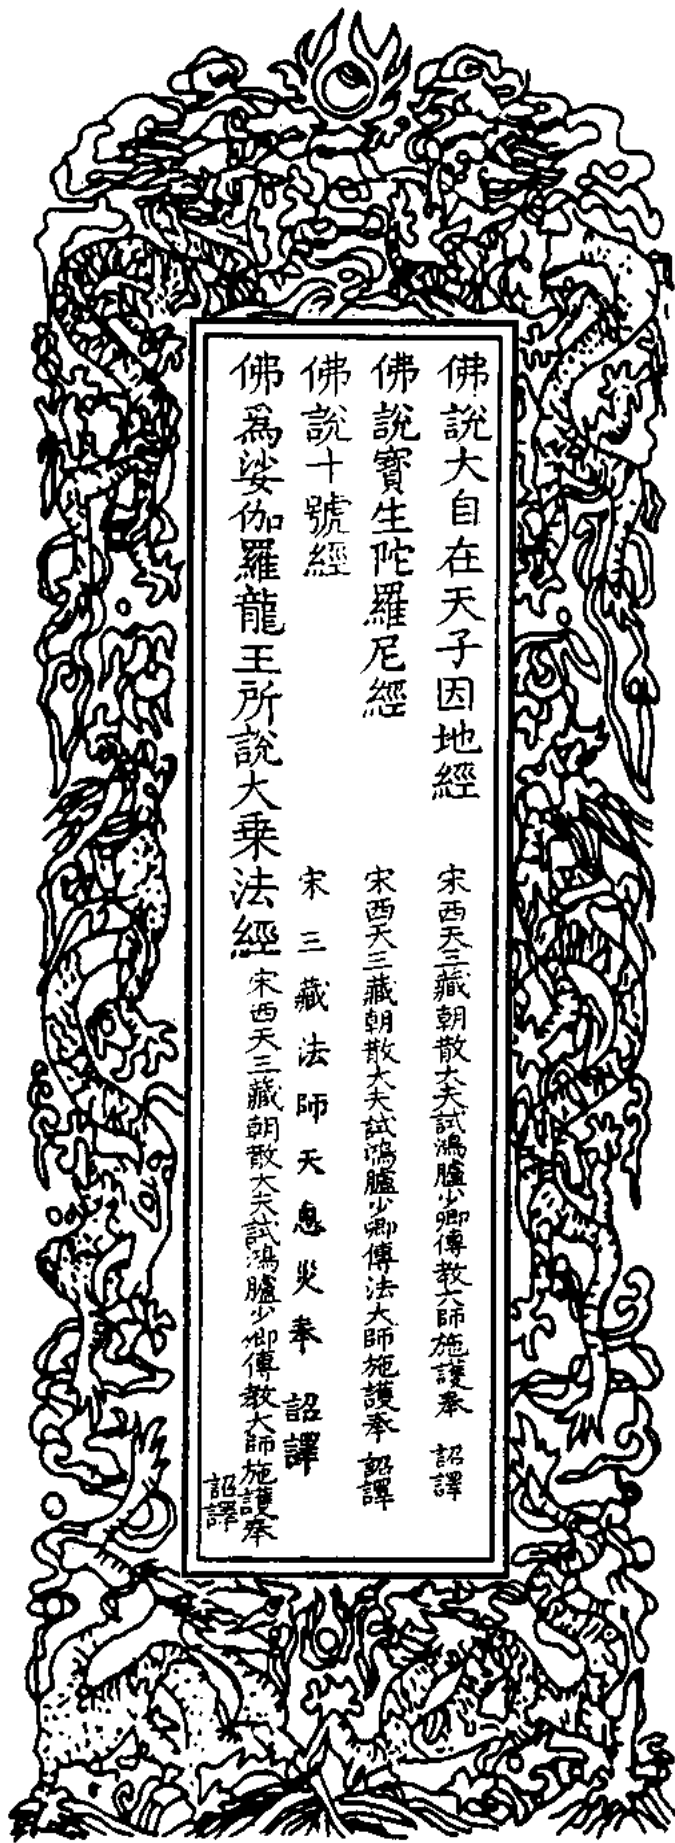 佛說大自在天子因地經
宋西天三藏朝散大夫試鴻臚少卿傳教大師施護奉 詔譯
佛說寶生陀羅尼經
宋西天三藏朝散大夫試鴻臚少卿傳法大師施護奉 詔譯
佛說十號經
宋三藏法師天息災奉 詔譯
佛為娑伽羅龍王所說大乘法經
宋西天三藏朝散大夫試鴻臚少卿傳教大師施護奉
詔譯